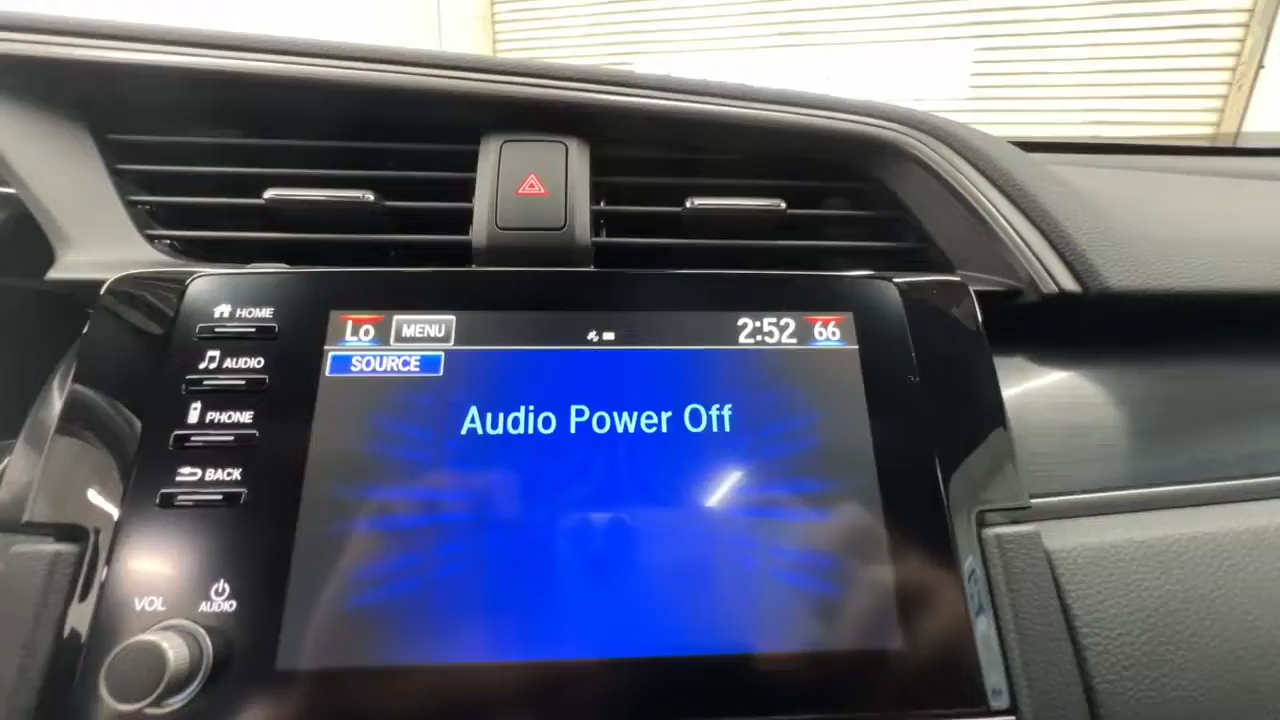 HOME
AUDIO
PHONE
BACK
VOL
AUDIO
Lo MENU 2:52 66
SOURCE
Audio Power Off